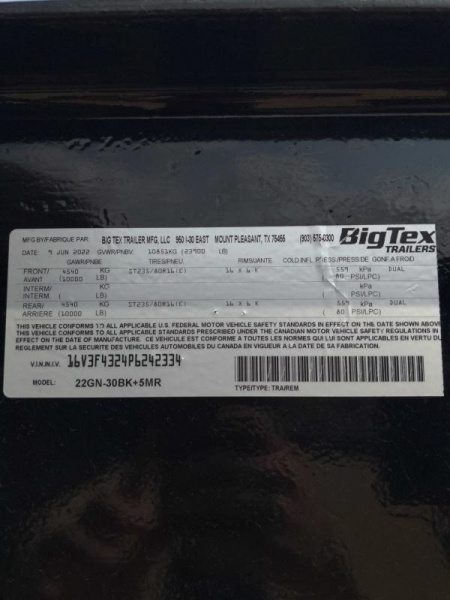 MFG BY/FABRIQUE PAR: BIG TEX TRAILER MFG, LLC 950 I-30 EAST MOUNT PLEASANT, TX 75455 (903) 575-0300
BigTex
TRAILERS
DATE: 9 JUN 2022 GVWR/PNBV 10851KG (23900 LB)
GAWR/PNBE TIRES/PNEU RIMS/JANTE COLD.INFL.PRESS./PRESSION DE GONF.A.FROID
FRONT/ 4540 KG ST235/80R16(E) 16 X 6 K 559 kPa DUAL
AVANT (10000 LB) ( 80 PSI/LPC)
INTERM/ KG kPa
INTERM ( LB) ( PSI/LPC)
REAR/ 4540 KG ST235/80R16(E) 16 X 6 K 559 kPa DUAL
ARRIERE (10000 LB) ( 80 PSI/LPC)
THIS VEHICLE CONFORMS TO ALL APPLICABLE U.S. FEDERAL MOTOR VEHICLE SAFETY STANDARDS IN EFFECT ON THE DATE OF
MANUFACTURE SHOWN ABOVE. THIS VEHICLE CONFORMS TO ALL APPLICABLE STANDARDS PRESCRIBED UNDER THE CANADIAN MOTOR VEHICLE SAFETY REGULATIONS IN
EFFECT ON THE DATE OF MANUFACTURE. CE VEHICULE EST CONFORME A TOUTES LES NORMES QUI LUI SONT APPLICABLES EN VERTU DU
REGLEMENT SUR LA SECURITE DES VEHICULES AUTOMOBILES DU CANADA EN VIGUEUR A LA DATE DE SA FABRICATION.
V.I.N./N.I.V. 16V3F4324P6242334
MODEL: 22GN-30BK+5MR TYPE/TYPE: TRA/REM